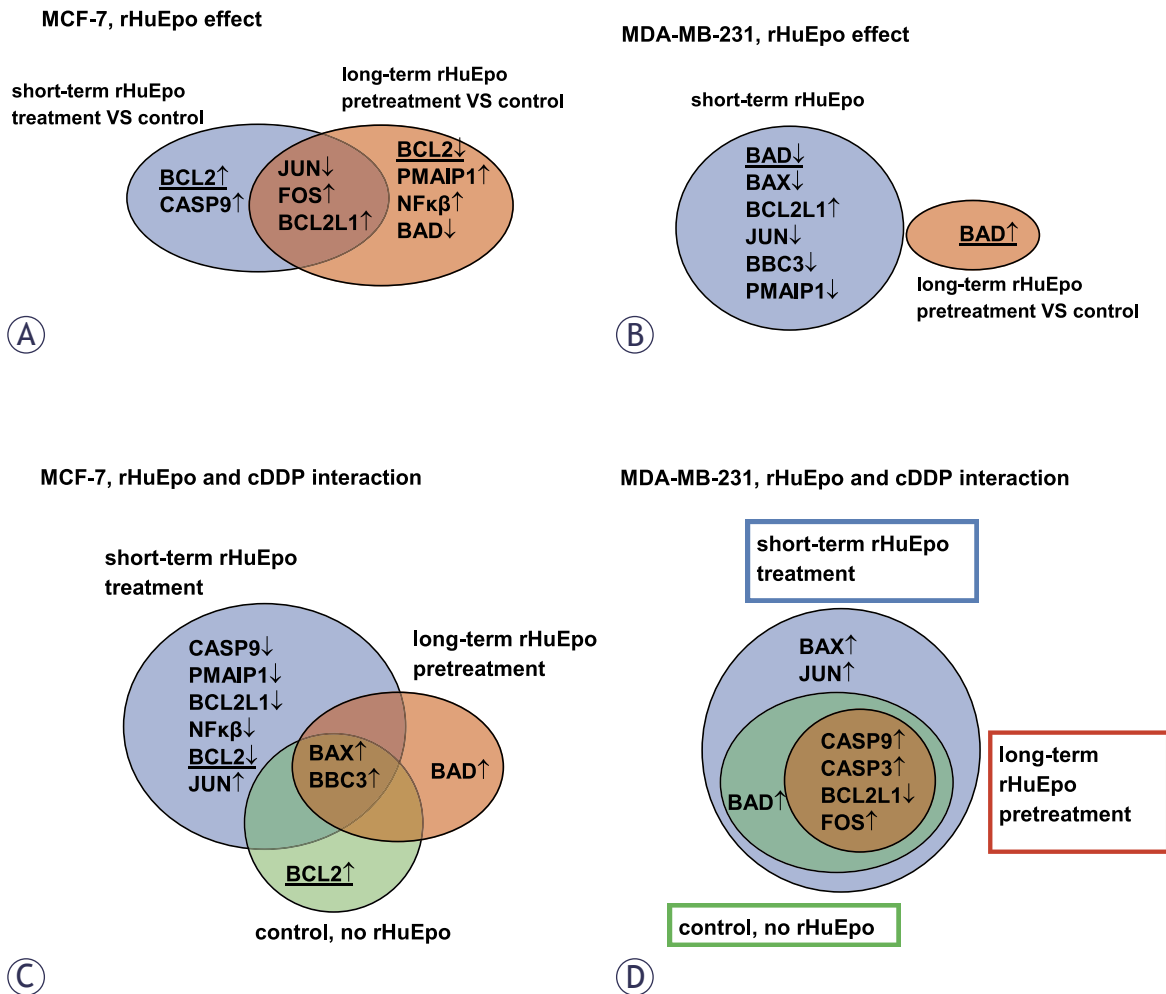 MCF-7, rHuEpo effect
short-term rHuEpo
treatment VS control
long-term rHuEpo
pretreatment VS control
BCL2↑
CASP9↑
JUN↓
FOS↑
BCL2L1↑
BCL2↓
PMAIP1↑
NFκβ↑
BAD↓
A
MDA-MB-231, rHuEpo effect
short-term rHuEpo
BAD↓
BAX↓
BCL2L1↑
JUN↓
BBC3↓
PMAIP1↓
BAD↑
long-term rHuEpo
pretreatment VS control
B
MCF-7, rHuEpo and cDDP interaction
short-term rHuEpo
treatment
long-term rHuEpo
pretreatment
CASP9↓
PMAIP1↓
BCL2L1↓
NFκβ↓
BCL2↓
JUN↑
BAX↑
BBC3↑
BAD↑
BCL2↑
control, no rHuEpo
C
MDA-MB-231, rHuEpo and cDDP interaction
short-term rHuEpo
treatment
BAX↑
JUN↑
CASP9↑
CASP3↑
BCL2L1↓
FOS↑
BAD↑
long-term
rHuEpo
pretreatment
control, no rHuEpo
D